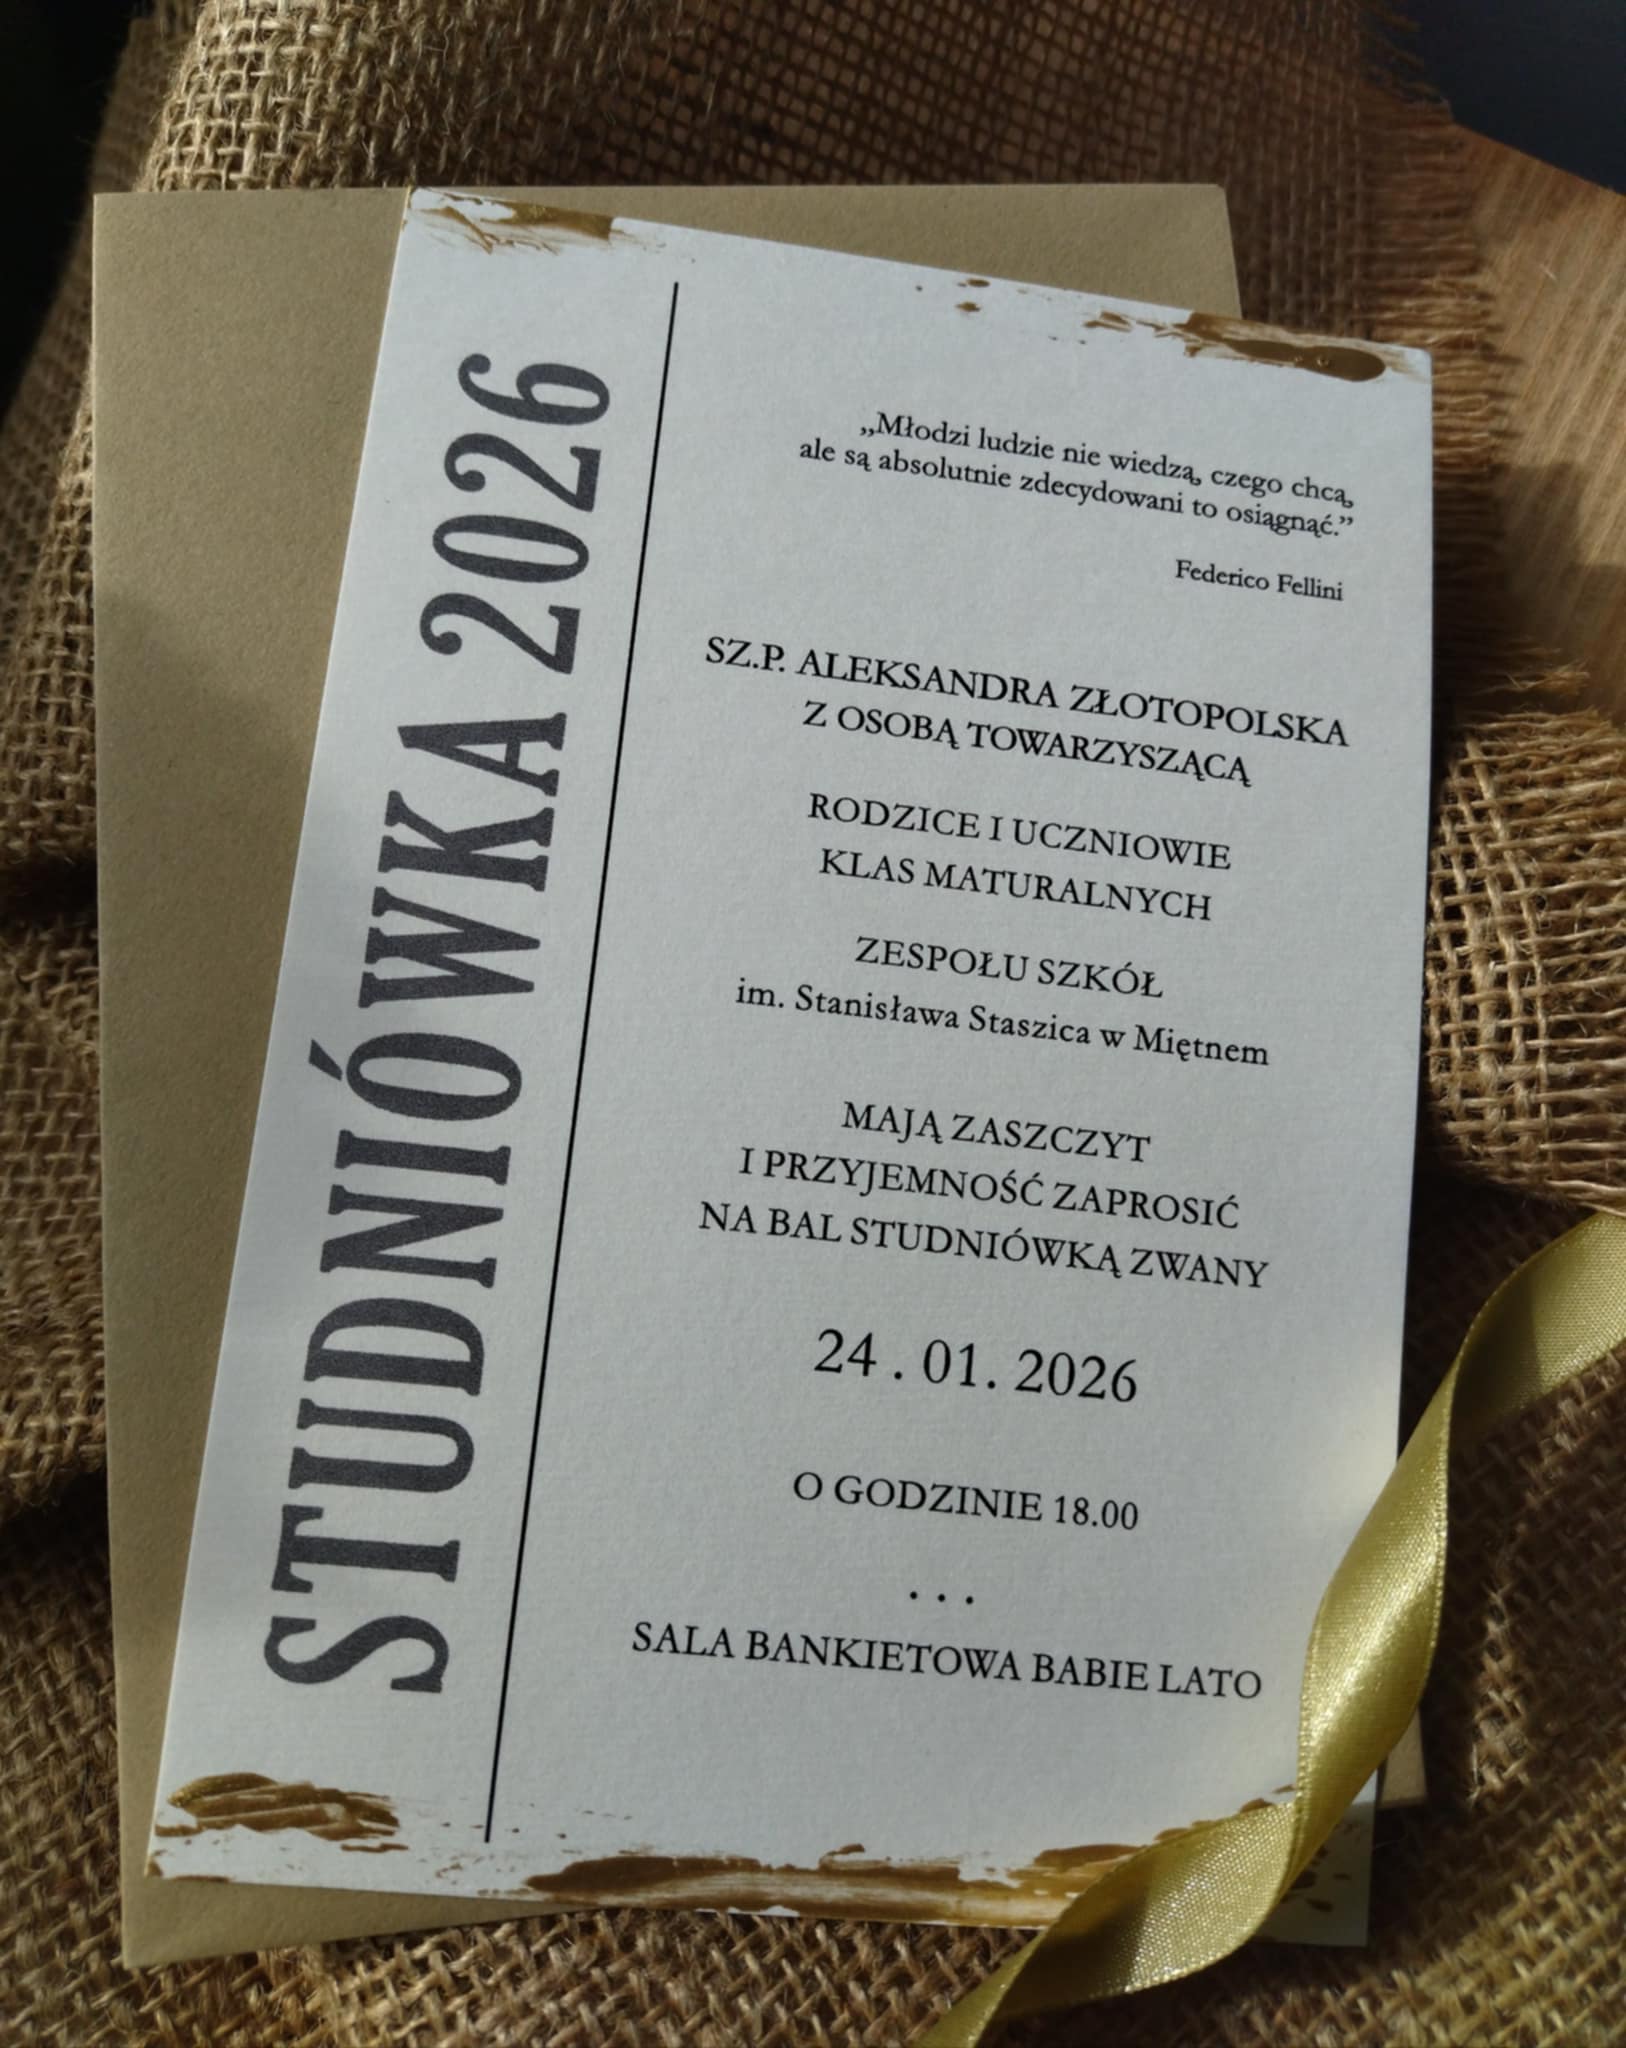 STUDNIÓWKA 2026
„Młodzi ludzie nie wiedzą, czego chcą,
ale są absolutnie zdecydowani to osiągnąć.”
Federico Fellini
SZ.P. ALEKSANDRA ZŁOTOPOLSKA
Z OSOBĄ TOWARZYSZĄCĄ
RODZICE I UCZNIOWIE
KLAS MATURALNYCH
ZESPOŁU SZKÓŁ
im. Stanisława Staszica w Miętnem
MAJĄ ZASZCZYT
I PRZYJEMNOŚĆ ZAPROSIĆ
NA BAL STUDNIÓWKĄ ZWANY
24 . 01. 2026
O GODZINIE 18.00
...
SALA BANKIETOWA BABIE LATO